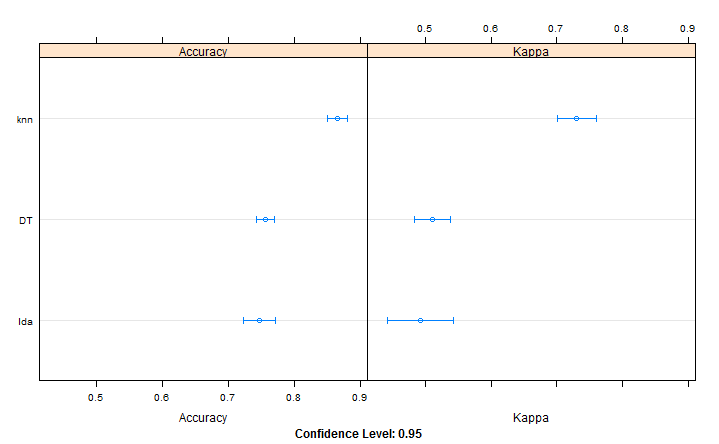 0.5 0.6 0.7 0.8 0.9
Accuracy Kappa
knn
DT
lda
0.5 0.6 0.7 0.8 0.9
Accuracy Kappa
Confidence Level: 0.95